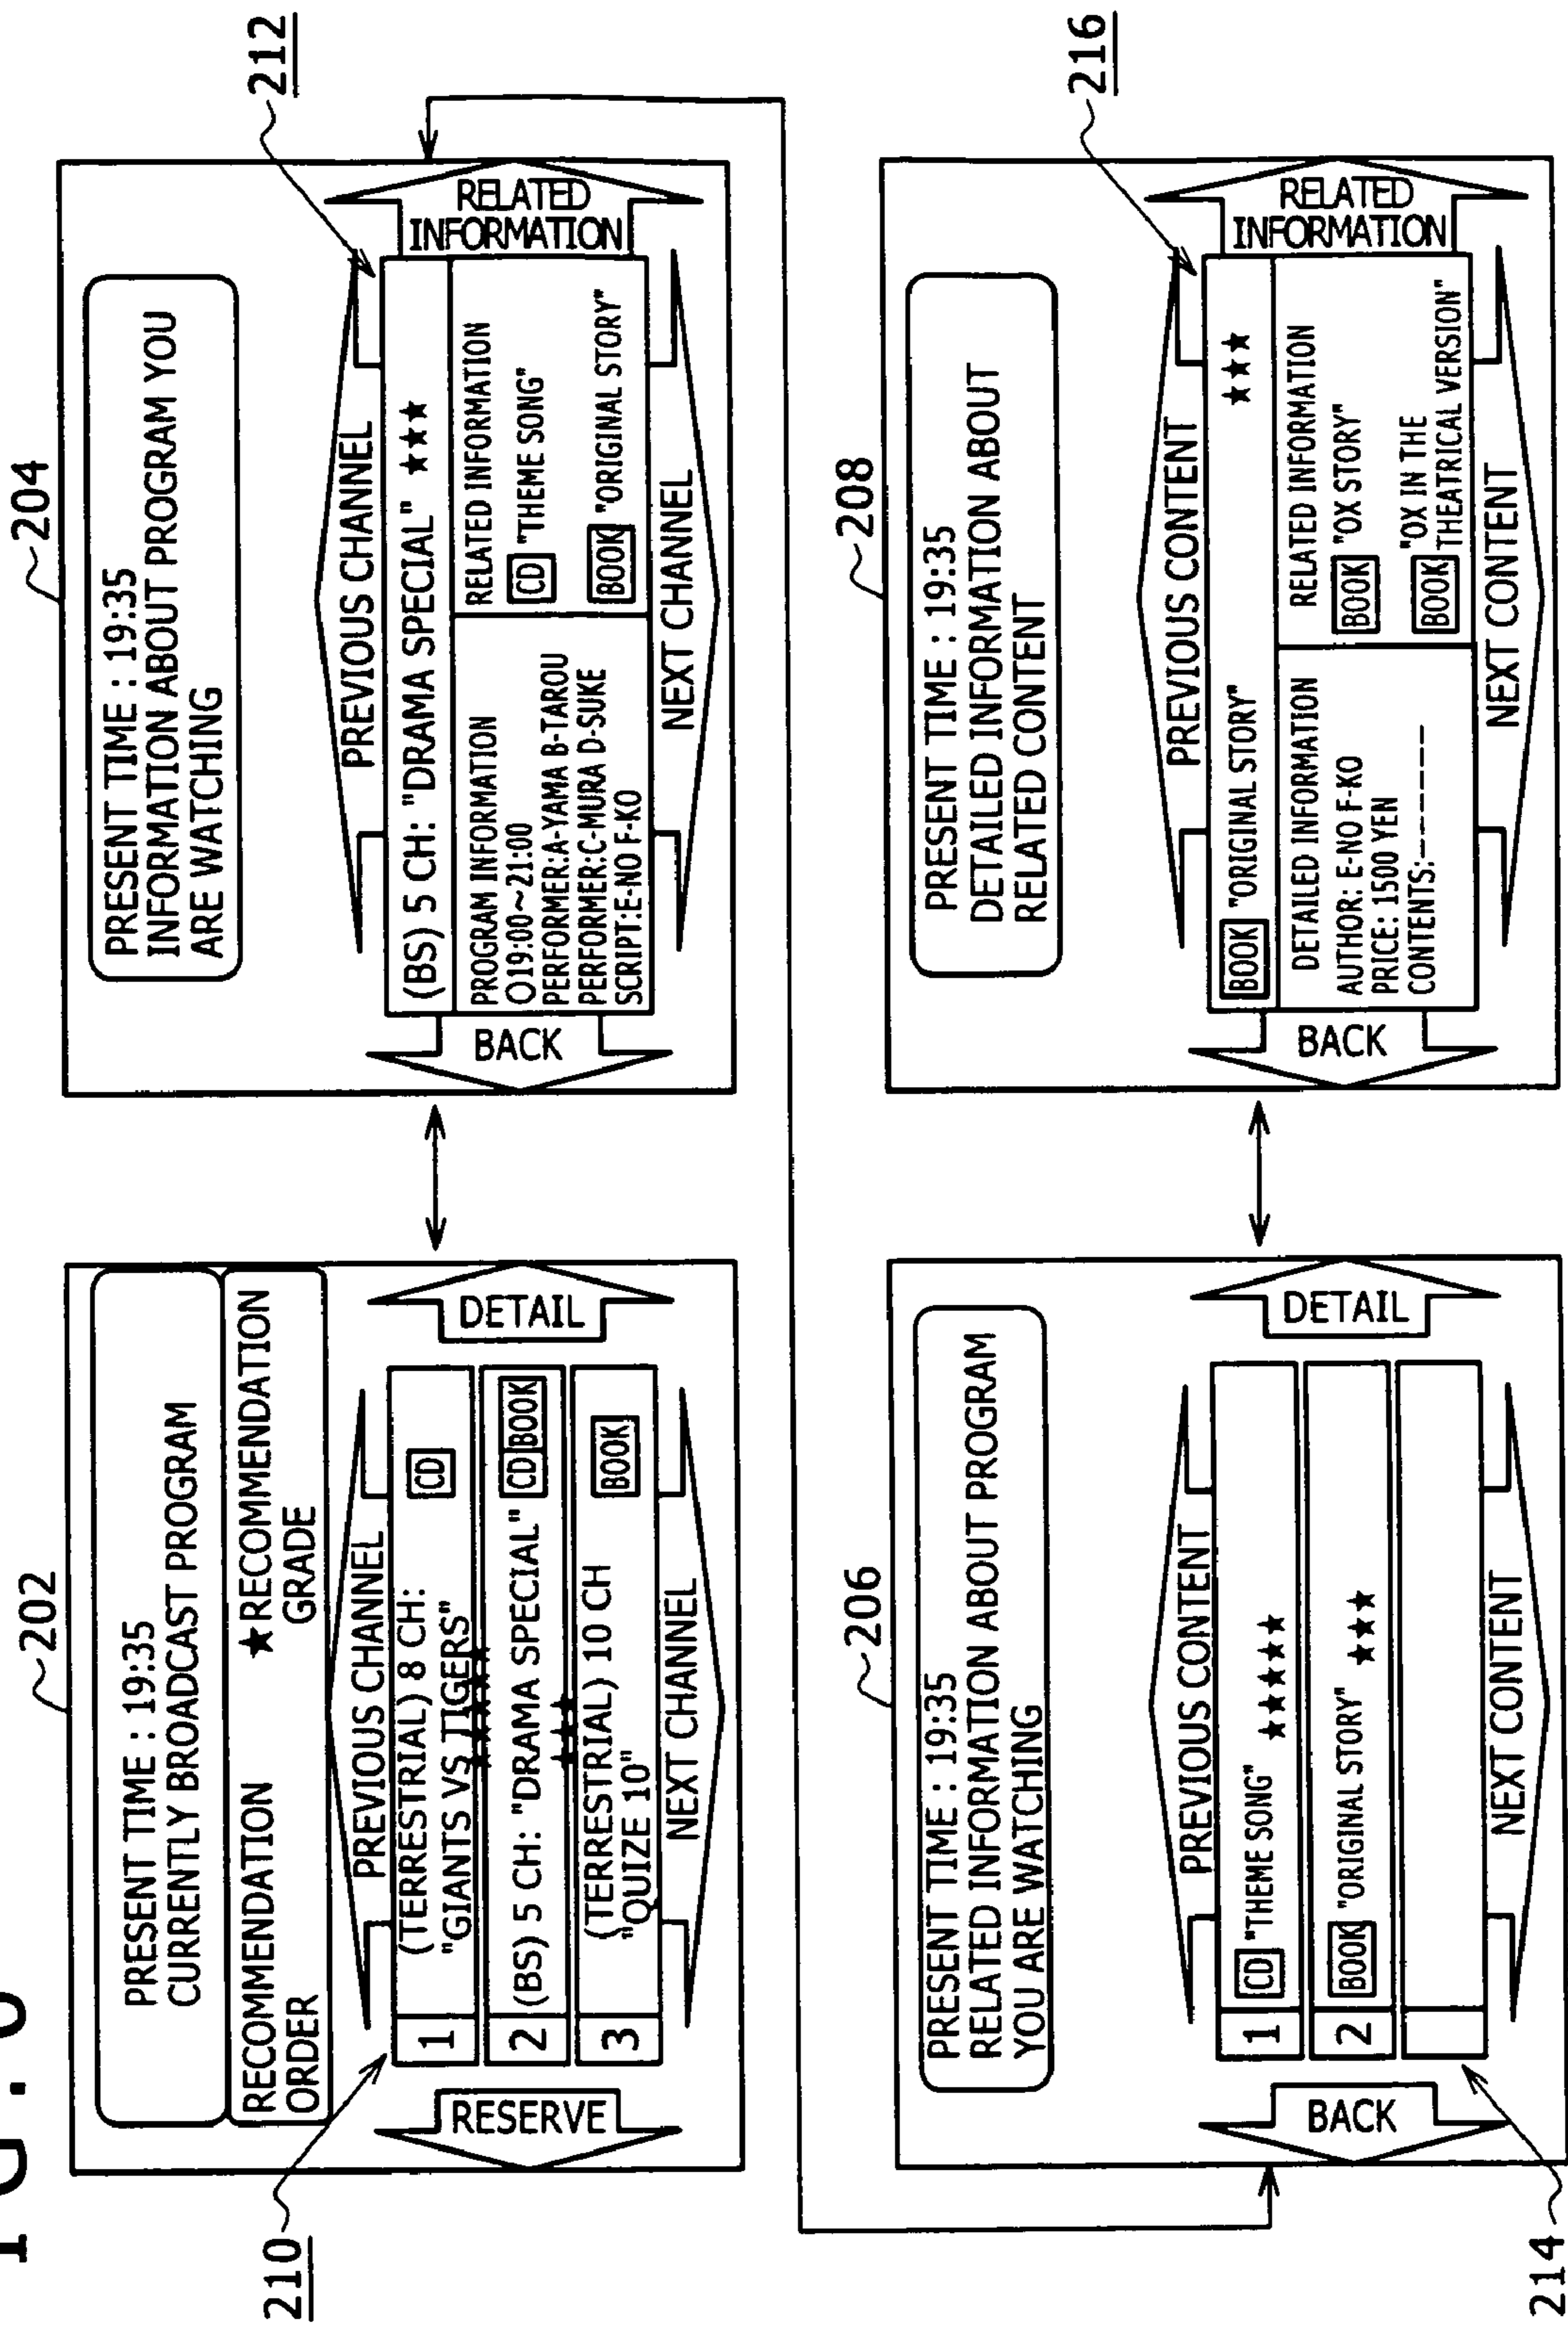 202
PRESENT TIME : 19:35
CURRENTLY BROADCAST PROGRAM
RECOMMENDATION ORDER
★RECOMMENDATION GRADE
PREVIOUS CHANNEL
210
1 (TERRESTRIAL) 8 CH: CD
"GIANTS VS TIGERS"
★★★★★
2 (BS) 5 CH: "DRAMA SPECIAL" CD BOOK
★★★
3 (TERRESTRIAL) 10 CH BOOK
"QUIZE 10"
RESERVE
DETAIL
NEXT CHANNEL
204
PRESENT TIME : 19:35
INFORMATION ABOUT PROGRAM YOU
ARE WATCHING
212
PREVIOUS CHANNEL
(BS) 5 CH: "DRAMA SPECIAL" ★★★
PROGRAM INFORMATION
O19:00~21:00
PERFORMER:A-YAMA B-TAROU
PERFORMER:C-MURA D-SUKE
SCRIPT:E-NO F-KO
RELATED INFORMATION
CD "THEME SONG"
BOOK "ORIGINAL STORY"
BACK
RELATED
INFORMATION
NEXT CHANNEL
206
PRESENT TIME : 19:35
RELATED INFORMATION ABOUT PROGRAM
YOU ARE WATCHING
PREVIOUS CONTENT
1 CD "THEME SONG" ★★★★★
2 BOOK "ORIGINAL STORY" ★★★
BACK
DETAIL
NEXT CONTENT
214
208
PRESENT TIME : 19:35
DETAILED INFORMATION ABOUT
RELATED CONTENT
216
PREVIOUS CONTENT
BOOK "ORIGINAL STORY" ★★★
DETAILED INFORMATION
AUTHOR: E-NO F-KO
PRICE: 1500 YEN
CONTENTS:-------
RELATED INFORMATION
BOOK "OX STORY"
BOOK "OX IN THE
THEATRICAL VERSION"
BACK
RELATED
INFORMATION
NEXT CONTENT